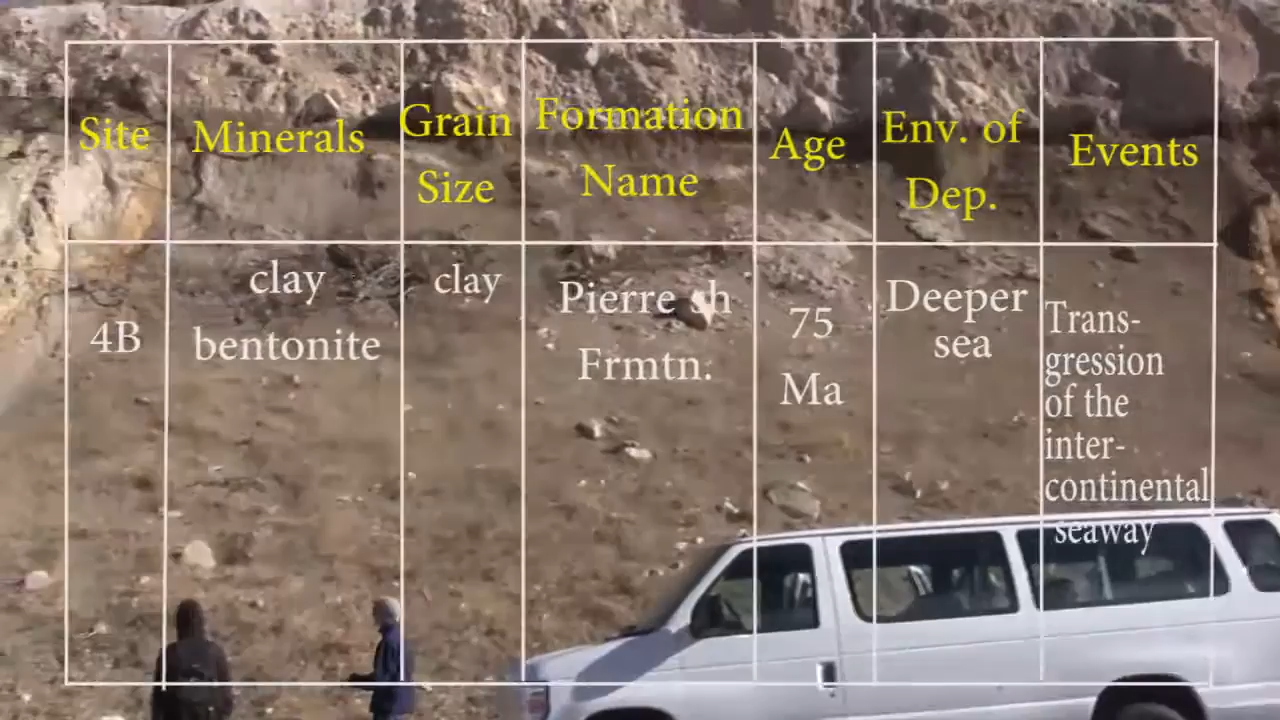 Site
Minerals
Grain
Size
Formation
Name
Age
Env. of
Dep.
Events
4B
clay
bentonite
clay
Pierre sh
Frmtn.
75
Ma
Deeper
sea
Trans-
gression
of the
inter-
continental
seaway